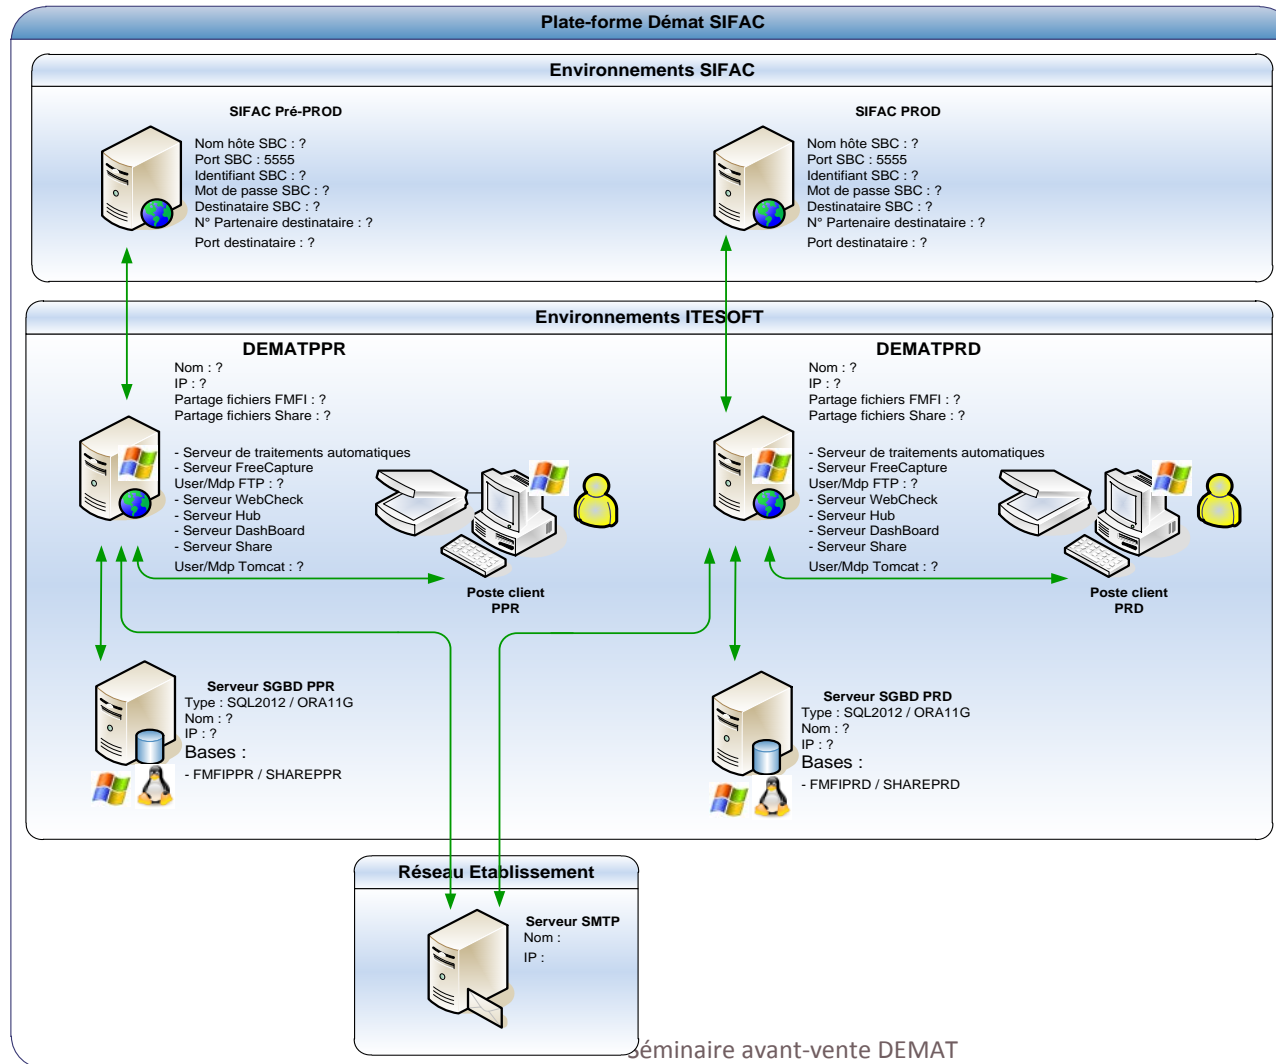 Plate-forme Démat SIFAC
Environnements SIFAC
SIFAC Pré-PROD
Nom hôte SBC : ?
Port SBC : 5555
Identifiant SBC : ?
Mot de passe SBC : ?
Destinataire SBC : ?
N° Partenaire destinataire : ?
Port destinataire : ?
SIFAC PROD
Nom hôte SBC : ?
Port SBC : 5555
Identifiant SBC : ?
Mot de passe SBC : ?
Destinataire SBC : ?
N° Partenaire destinataire : ?
Port destinataire : ?
Environnements ITESOFT
DEMATPPR
Nom : ?
IP : ?
Partage fichiers FMFI : ?
Partage fichiers Share : ?
- Serveur de traitements automatiques
- Serveur FreeCapture
User/Mdp FTP : ?
- Serveur WebCheck
- Serveur Hub
- Serveur DashBoard
- Serveur Share
User/Mdp Tomcat : ?
Poste client
PPR
DEMATPRD
Nom : ?
IP : ?
Partage fichiers FMFI : ?
Partage fichiers Share : ?
- Serveur de traitements automatiques
- Serveur FreeCapture
User/Mdp FTP : ?
- Serveur WebCheck
- Serveur Hub
- Serveur DashBoard
- Serveur Share
User/Mdp Tomcat : ?
Poste client
PRD
Serveur SGBD PPR
Type : SQL2012 / ORA11G
Nom : ?
IP : ?
Bases :
- FMFIPPR / SHAREPPR
Serveur SGBD PRD
Type : SQL2012 / ORA11G
Nom : ?
IP : ?
Bases :
- FMFIPRD / SHAREPRD
Réseau Etablissement
Serveur SMTP
Nom :
IP :
Séminaire avant-vente DEMAT